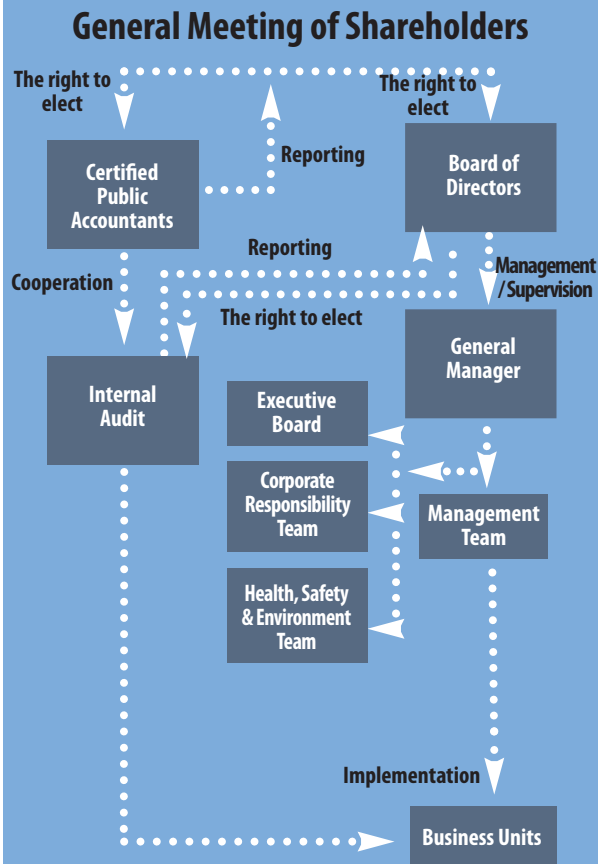 General Meeting of Shareholders
The right to
elect
The right to
elect
Certified
Public
Accountants
Reporting
Board of
Directors
Reporting
Cooperation
Management
/ Supervision
The right to elect
General
Manager
Internal
Audit
Executive
Board
Corporate
Responsibility
Team
Management
Team
Health, Safety
& Environment
Team
Implementation
Business Units